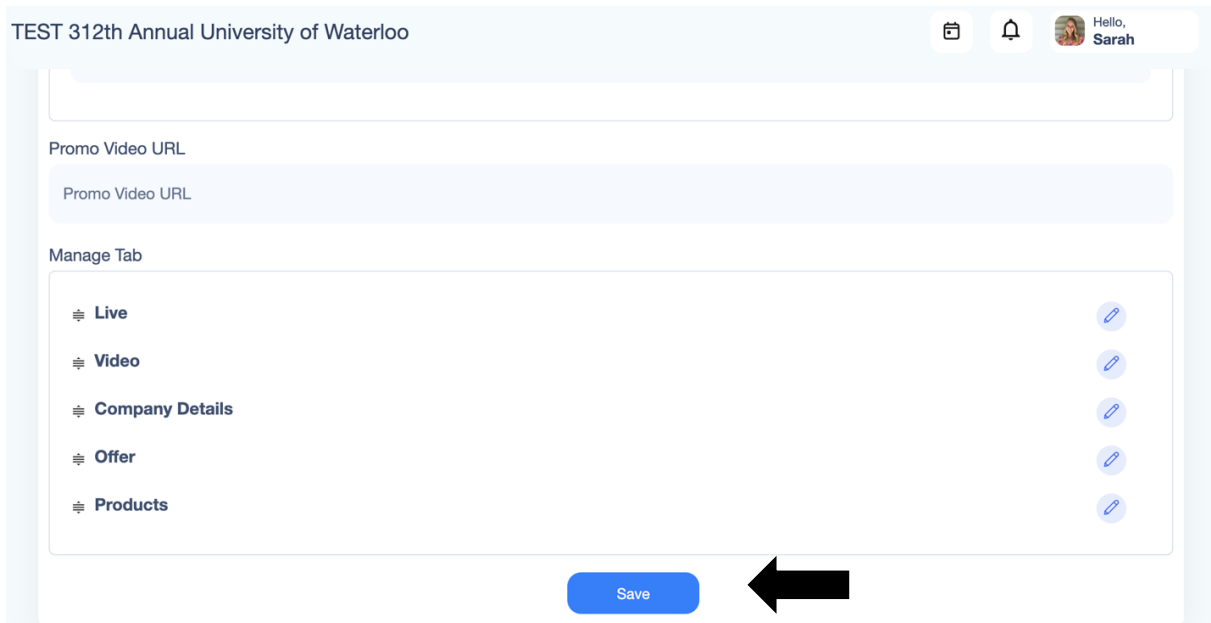 TEST 312th Annual University of Waterloo
Hello,
Sarah
Promo Video URL
Promo Video URL
Manage Tab
Live
Video
Company Details
Offer
Products
Save